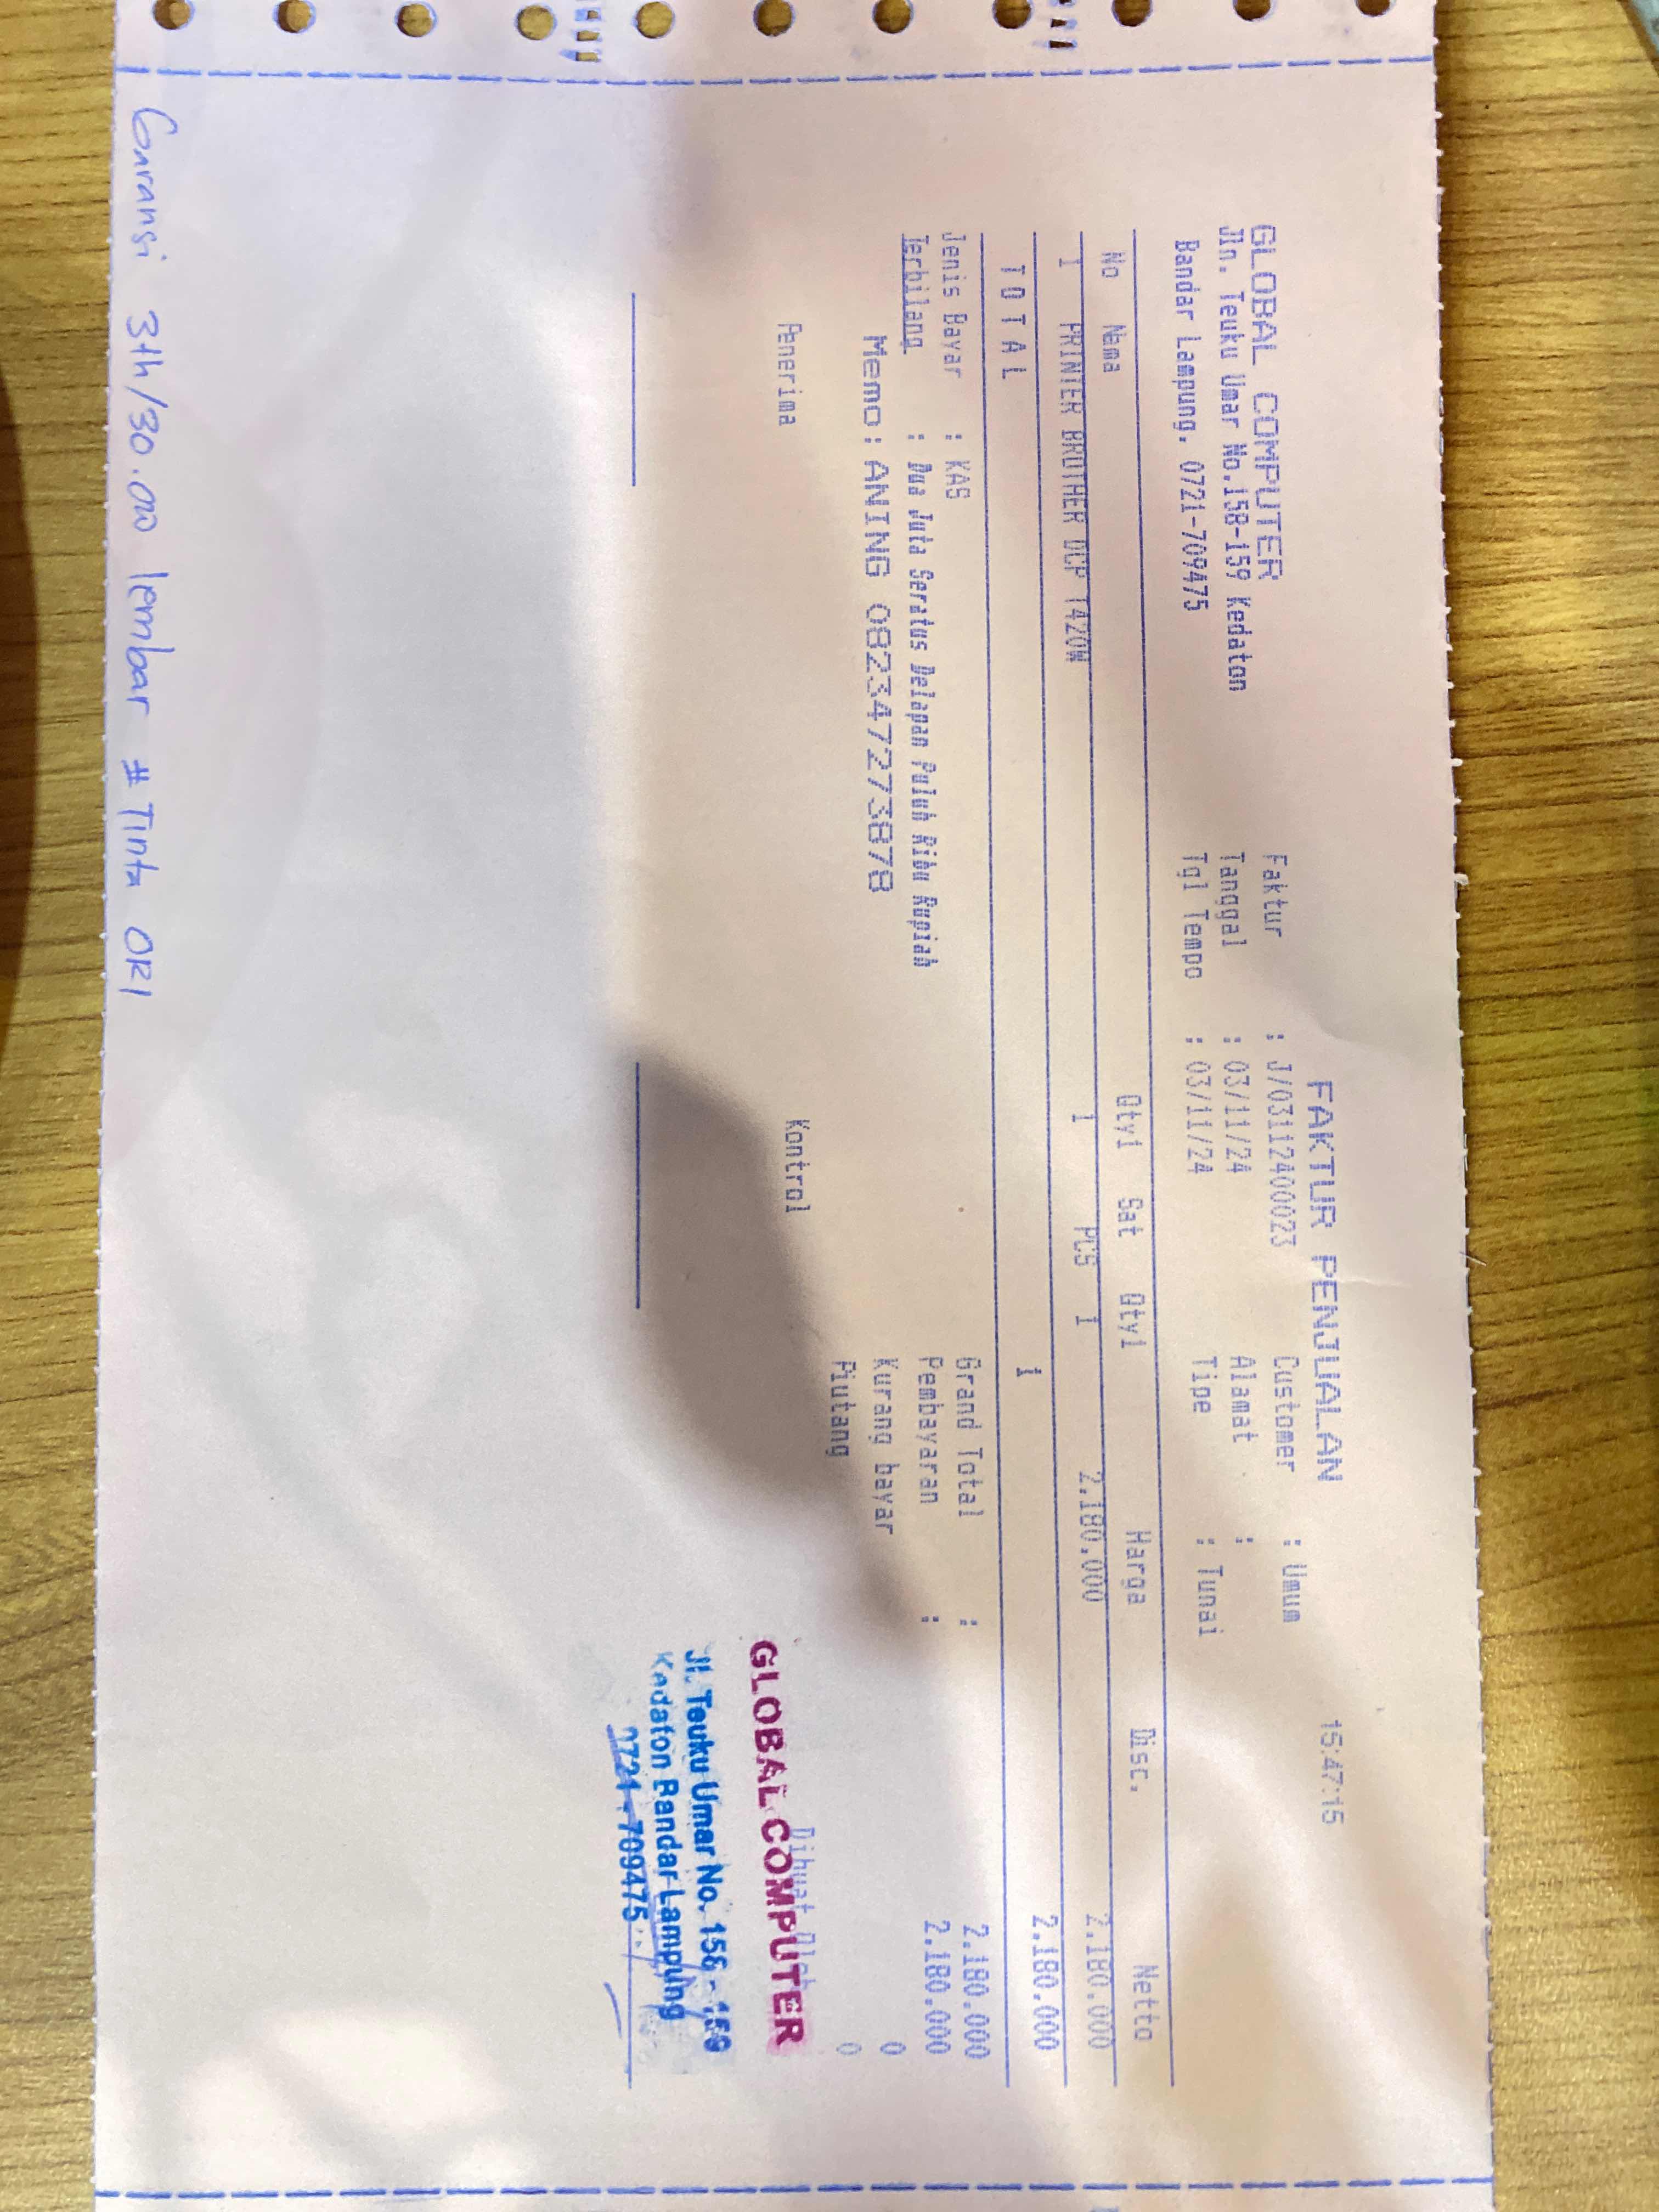 FAKTUR PENJUALAN 15:47:15
GLOBAL COMPUTER
Jln. Teuku Umar No.158-159 Kedaton
Bandar Lampung, 0721-709475
Faktur : J/03112400023
Tanggal : 03/11/24
Tgl Tempo : 03/11/24
Customer : Umum
Alamat :
Tipe : Tunai
No Nama Qty1 Sat Qty1 Harga Disc. Netto
1 PRINTER BROTHER DCP T420W 1 PCS 1 2.180.000 2.180.000
T O T A L 1 2.180.000
Jenis Bayar : KAS
Terbilang : Dua Juta Seratus Delapan Puluh Ribu Rupiah
Memo: ANING 082347273878
Grand Total : 2.180.000
Pembayaran : 2.180.000
Kurang bayar 0
Piutang 0
Penerima Kontrol Dibuat Oleh
GLOBAL COMPUTER
Jl. Teuku Umar No. 156 - 159
Kedaton Bandar Lampung
0721 - 709475
Garansi 3th/30.000 lembar # Tinta ORI